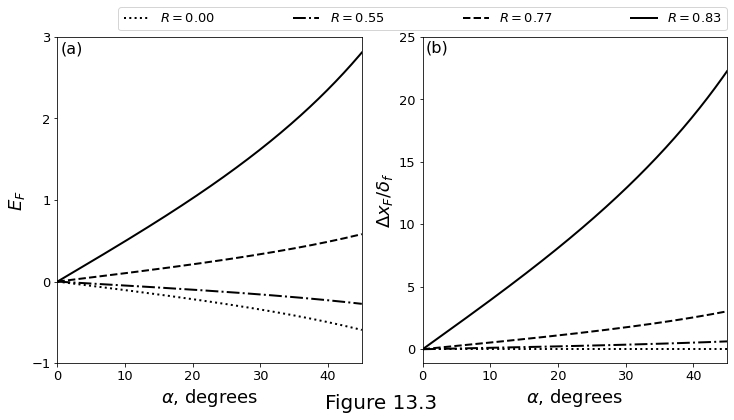 R = 0.00 R = 0.55 R = 0.77 R = 0.83
(a)
3
2
1
0
−1
E_F
0 10 20 30 40
α, degrees
(b)
25
20
15
10
5
0
Δx_F/δ_f
0 10 20 30 40
α, degrees
Figure 13.3